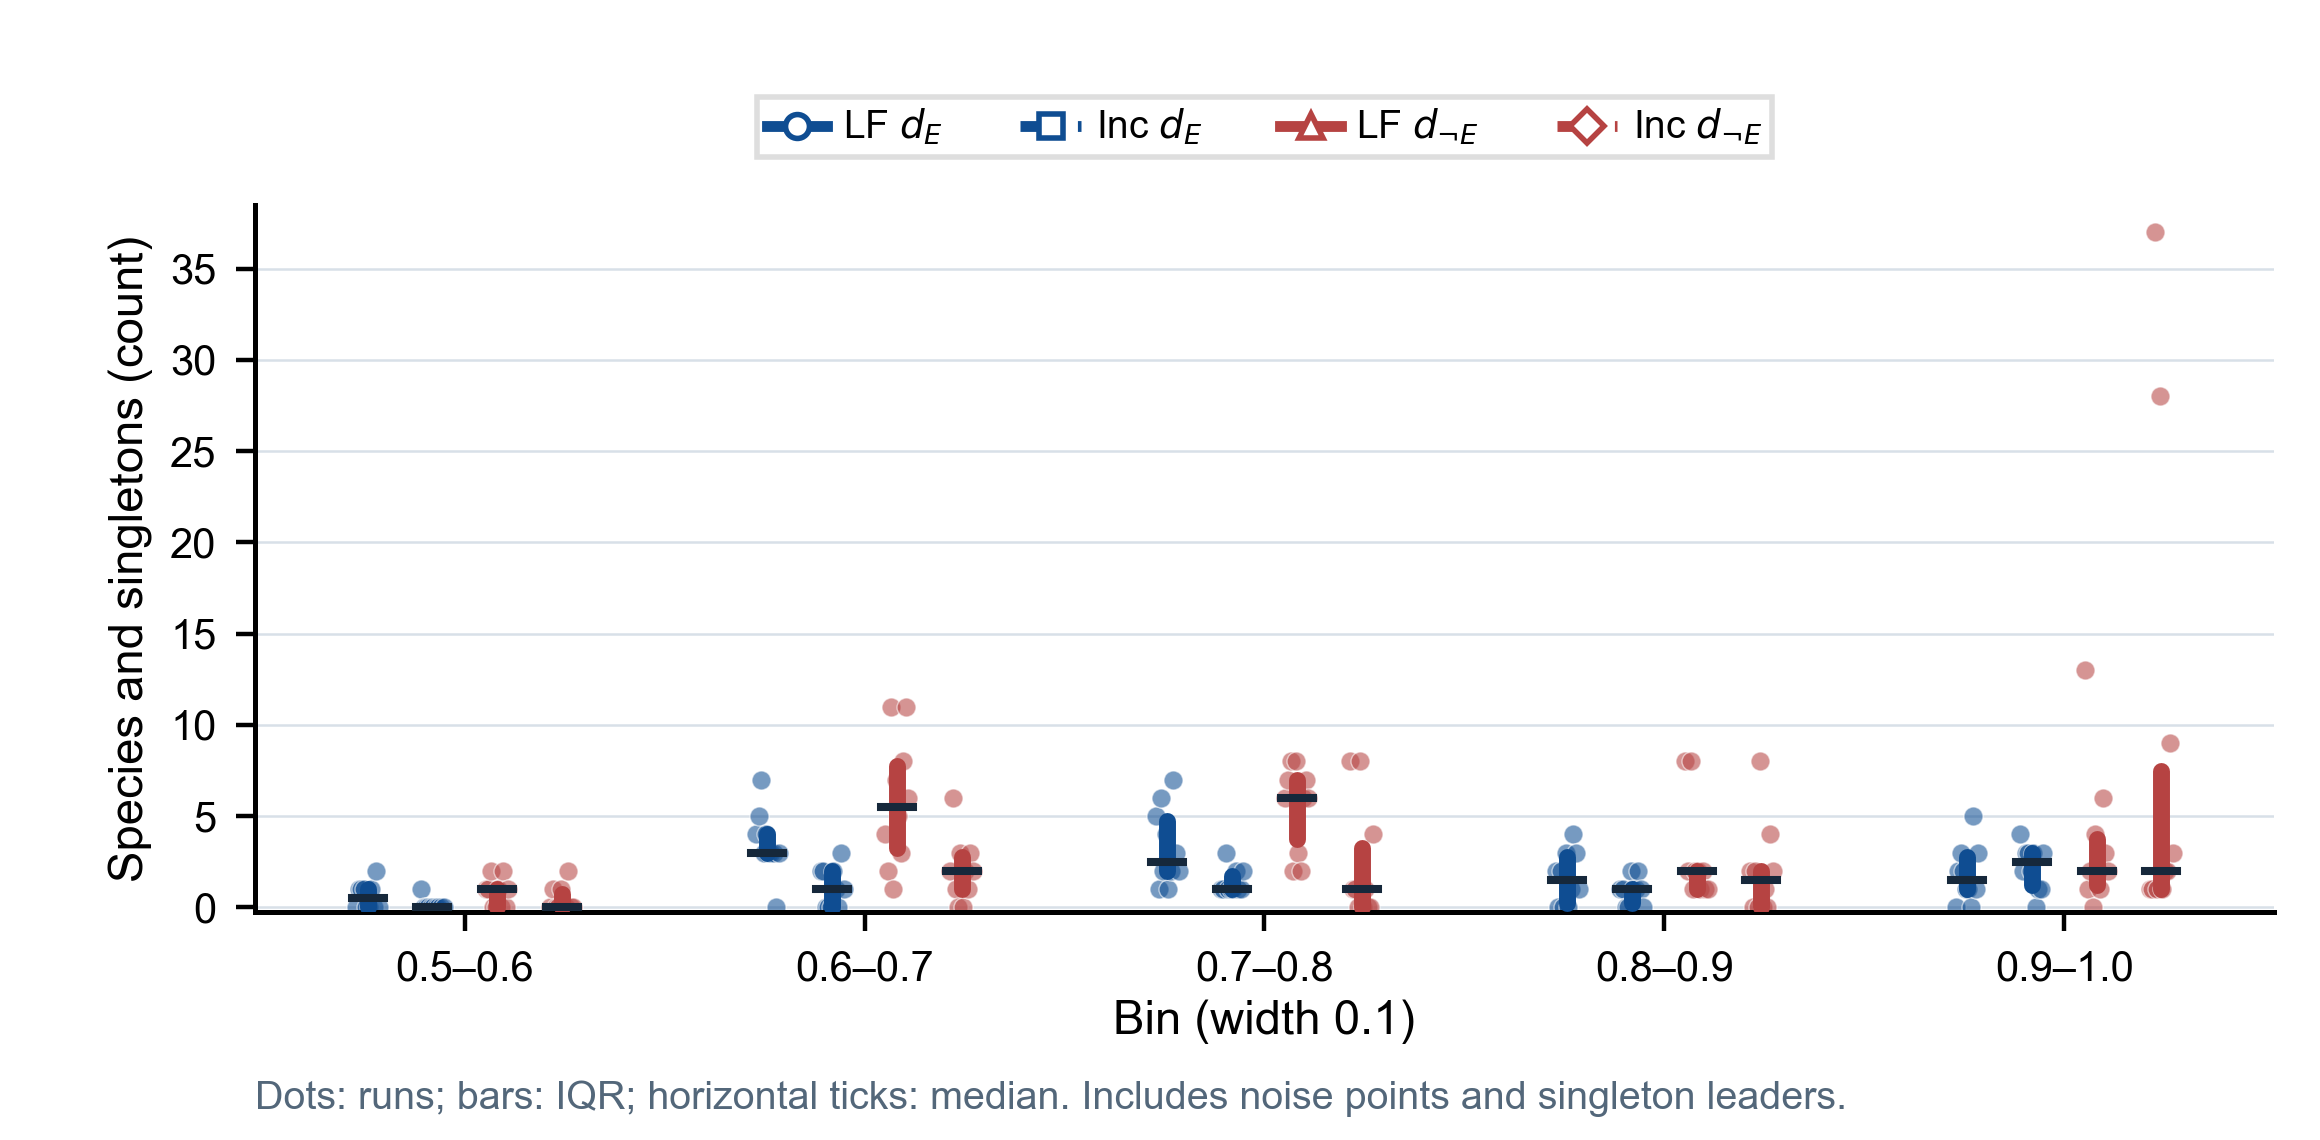 LF d_E Inc d_E LF d_¬E Inc d_¬E
Species and singletons (count)
35
30
25
20
15
10
5
0
0.5–0.6 0.6–0.7 0.7–0.8 0.8–0.9 0.9–1.0
Bin (width 0.1)
Dots: runs; bars: IQR; horizontal ticks: median. Includes noise points and singleton leaders.